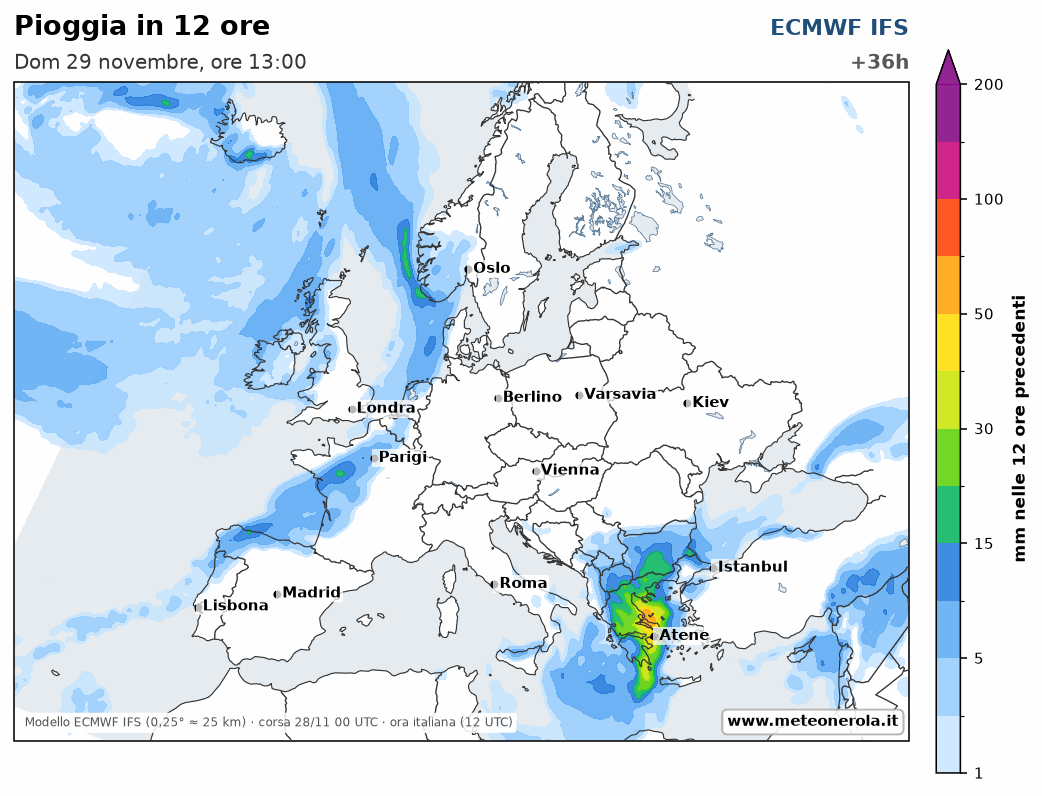 Pioggia in 12 ore
ECMWF IFS
Dom 29 novembre, ore 13:00
+36h
200
100
50
30
15
5
1
mm nelle 12 ore precedenti
Oslo
Londra
Berlino
Varsavia
Kiev
Parigi
Vienna
Istanbul
Roma
Madrid
Lisbona
Atene
Modello ECMWF IFS (0,25° ≈ 25 km) · corsa 28/11 00 UTC · ora italiana (12 UTC)
www.meteonerola.it